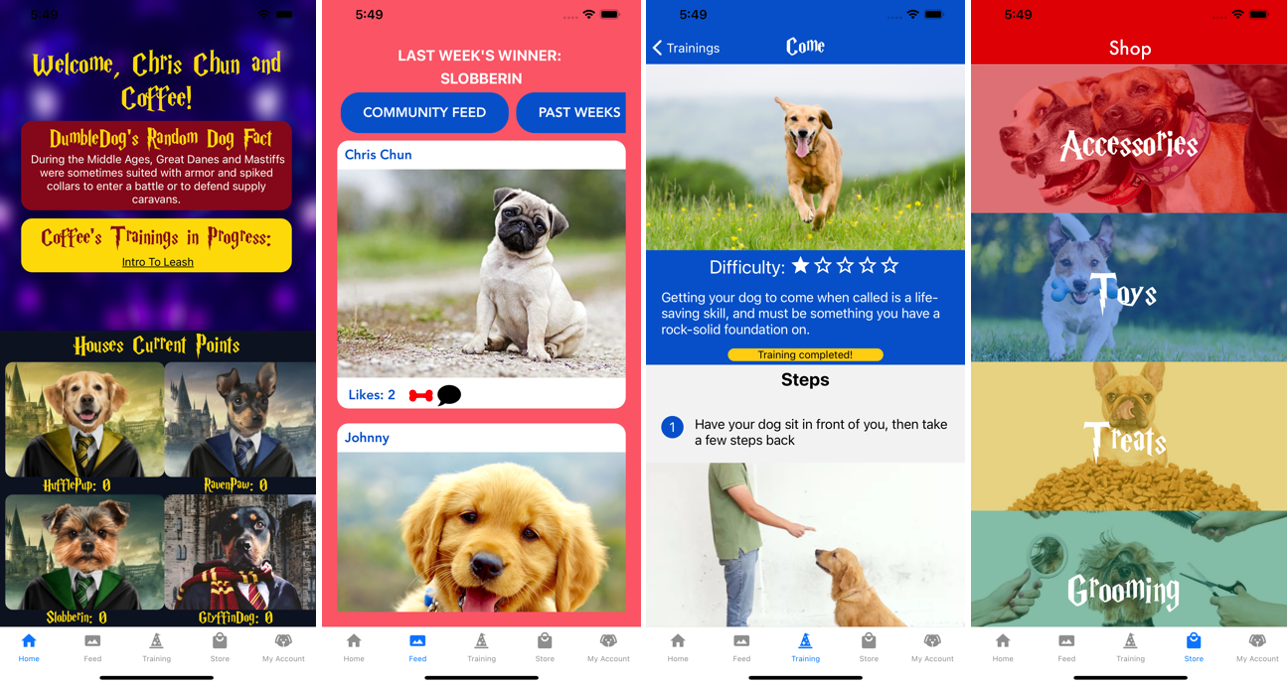 5:49
Welcome, Chris Chun and
Coffee!
DumbleDog's Random Dog Fact
During the Middle Ages, Great Danes and Mastiffs
were sometimes suited with armor and spiked
collars to enter a battle or to defend supply
caravans.
Coffee's Trainings in Progress:
Intro To Leash
Houses Current Points
HufflePup: 0
RavenPaw: 0
Slobberin: 0
GryffinDog: 0
Home
Feed
Training
Store
My Account
5:49
LAST WEEK'S WINNER:
SLOBBERIN
COMMUNITY FEED
PAST WEEKS
Chris Chun
Likes: 2
Johnny
Home
Feed
Training
Store
My Account
5:49
Trainings
Come
Difficulty:
Getting your dog to come when called is a life-
saving skill, and must be something you have a
rock-solid foundation on.
Training completed!
Steps
1
Have your dog sit in front of you, then take
a few steps back
Home
Feed
Training
Store
My Account
5:49
Shop
Accessories
Toys
Treats
Grooming
Home
Feed
Training
Store
My Account